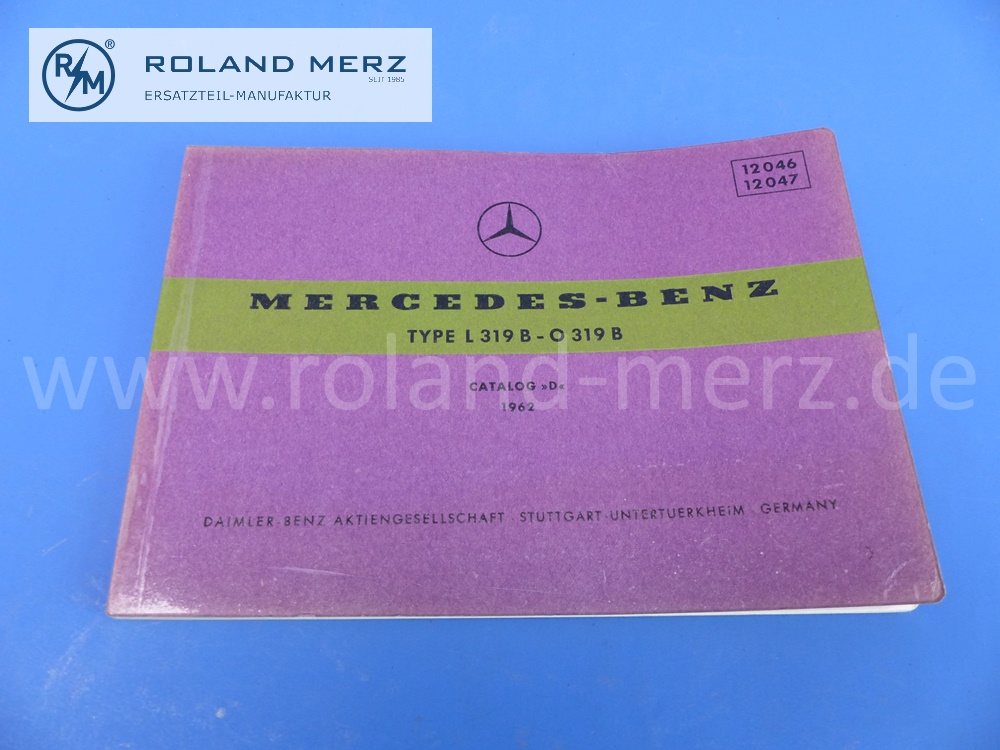 R/M®
ROLAND MERZ
SEIT 1985
ERSATZTEIL-MANUFAKTUR
12046
12047
MERCEDES-BENZ
TYPE L 319 B - O 319 B
www.roland-merz.de
CATALOG »D«
1962
DAIMLER-BENZ AKTIENGESELLSCHAFT · STUTTGART-UNTERTUERKHEIM · GERMANY